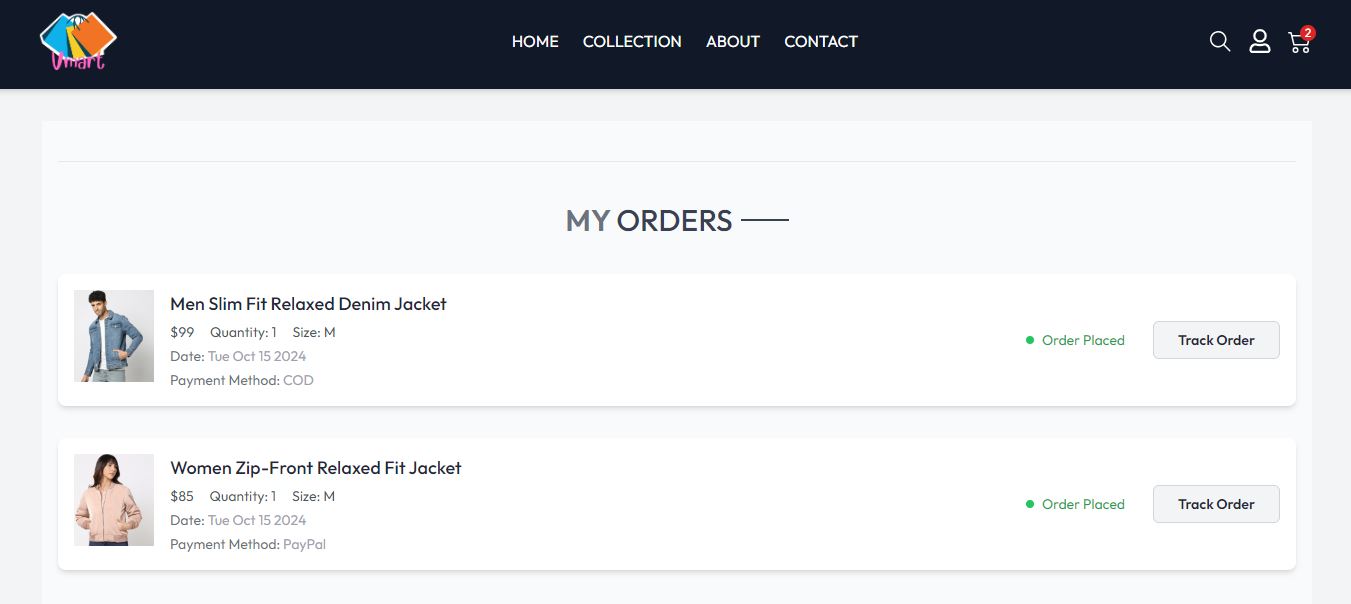 Vmart
HOME COLLECTION ABOUT CONTACT
2
MY ORDERS
Men Slim Fit Relaxed Denim Jacket
$99 Quantity: 1 Size: M
Date: Tue Oct 15 2024
Payment Method: COD
Order Placed
Track Order
Women Zip-Front Relaxed Fit Jacket
$85 Quantity: 1 Size: M
Date: Tue Oct 15 2024
Payment Method: PayPal
Order Placed
Track Order